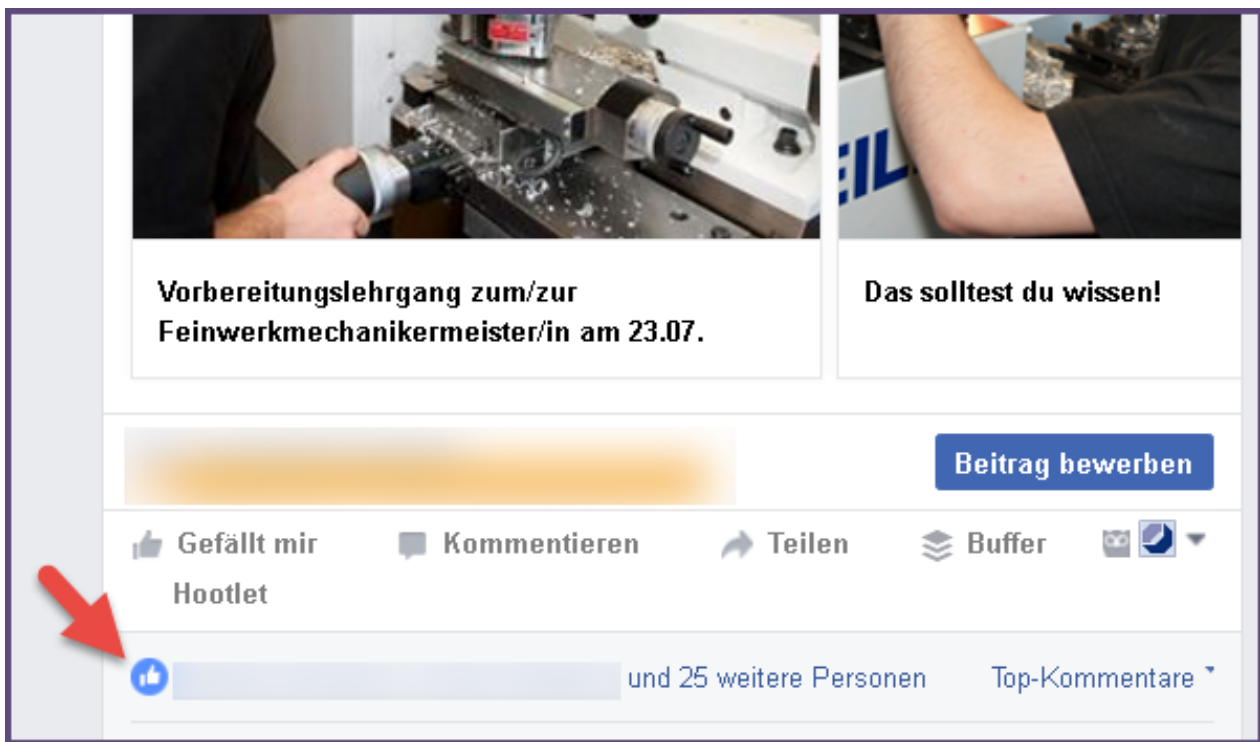 Vorbereitungslehrgang zum/zur
Feinwerkmechanikermeister/in am 23.07.
Das solltest du wissen!
Beitrag bewerben
Gefällt mir Kommentieren Teilen Buffer
Hootlet
und 25 weitere Personen Top-Kommentare